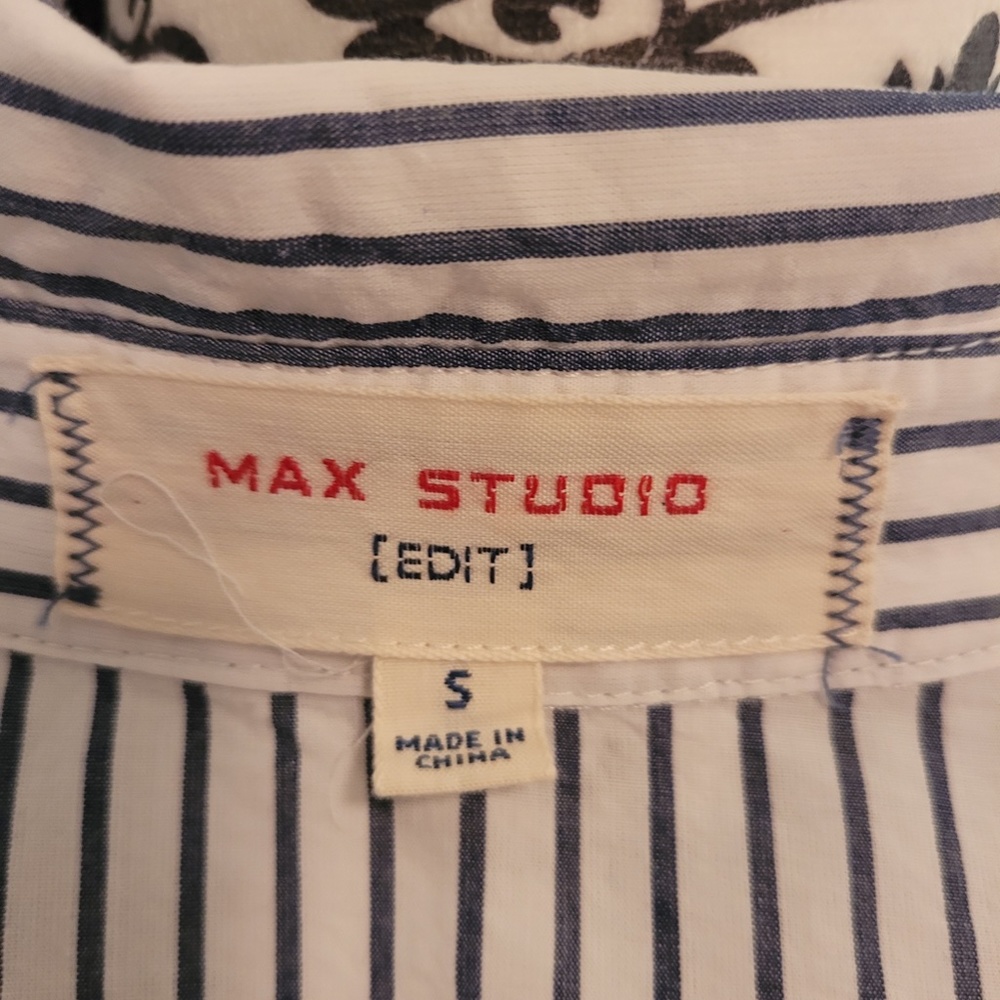 MAX STUDIO
[EDIT]
S
MADE IN
CHINA